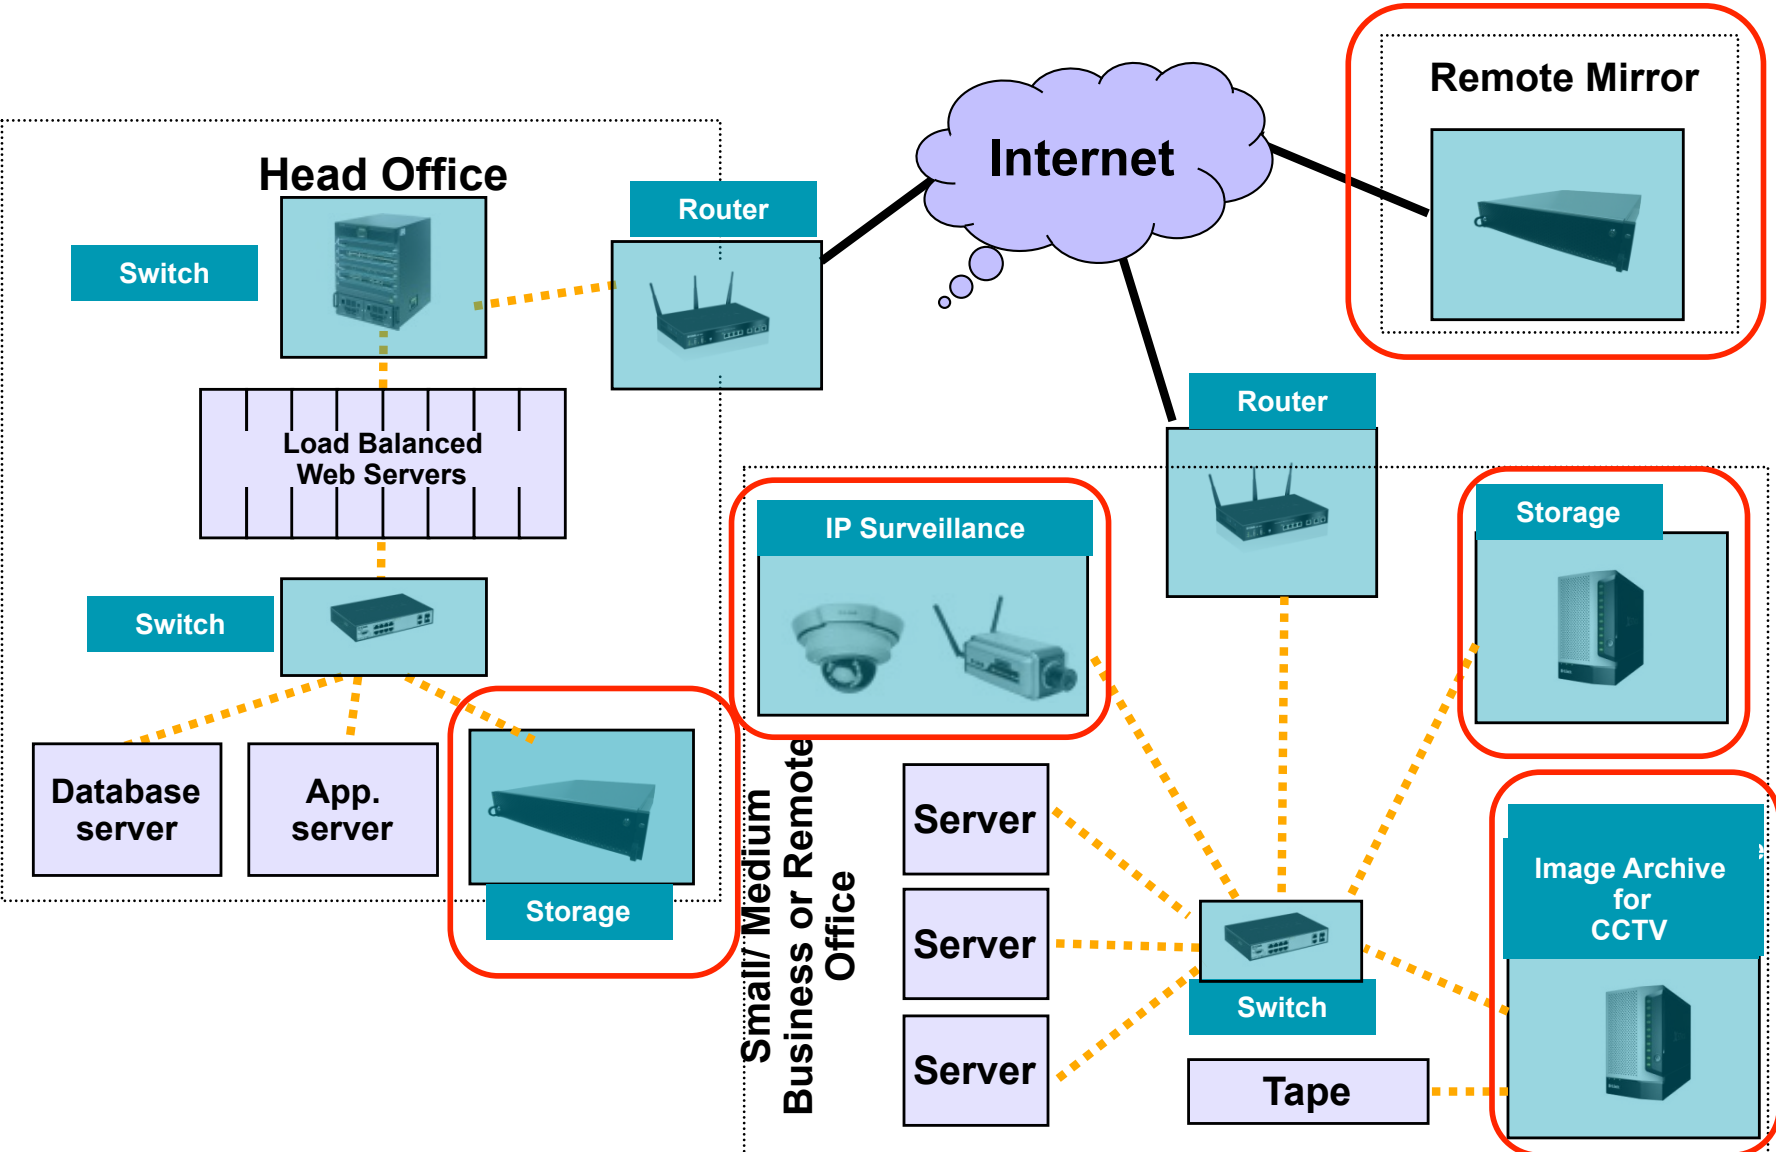 Remote Mirror
Internet
Head Office
Router
Switch
Router
Load Balanced
Web Servers
Storage
IP Surveillance
Switch
Database
server
App.
server
Storage
Small/ Medium
Business or Remote
Office
Server
Server
Server
Image Archive
for
CCTV
Switch
Tape